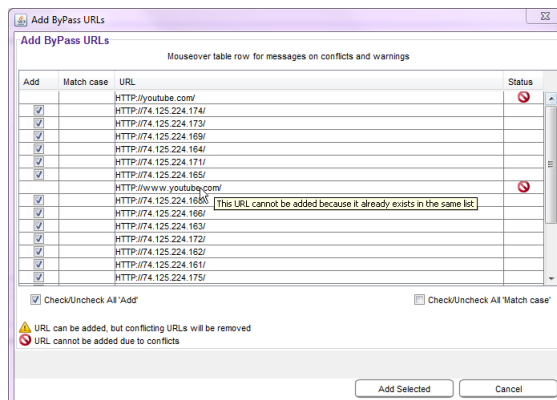 Add ByPass URLs
Add ByPass URLs
Mouseover table row for messages on conflicts and warnings
Add Match case URL Status
HTTP://youtube.com/
HTTP://74.125.224.174/
HTTP://74.125.224.173/
HTTP://74.125.224.169/
HTTP://74.125.224.164/
HTTP://74.125.224.171/
HTTP://74.125.224.165/
HTTP://www.youtube.com/
HTTP://74.125.224.168/
This URL cannot be added because it already exists in the same list
HTTP://74.125.224.166/
HTTP://74.125.224.163/
HTTP://74.125.224.172/
HTTP://74.125.224.162/
HTTP://74.125.224.161/
HTTP://74.125.224.175/
Check/Uncheck All 'Add' Check/Uncheck All 'Match case'
URL can be added, but conflicting URLs will be removed
URL cannot be added due to conflicts
Add Selected Cancel